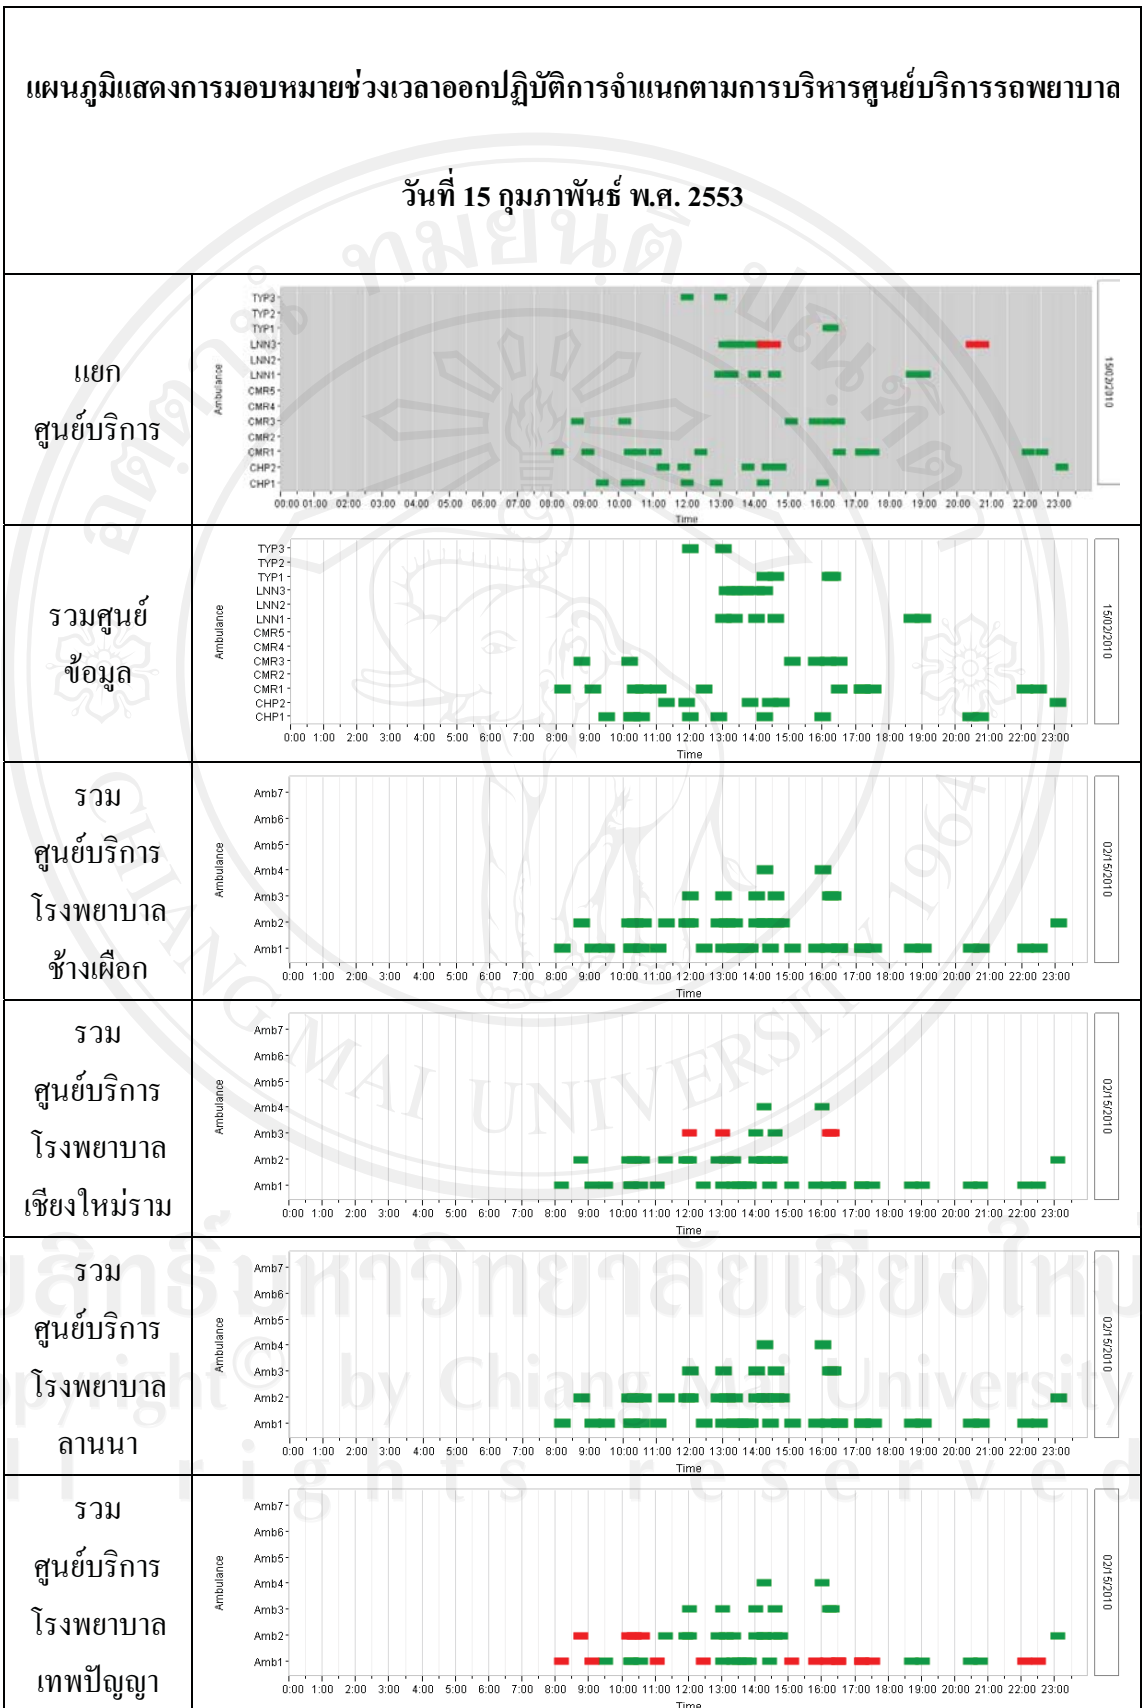 แผนภูมิแสดงการมอบหมายช่วงเวลาออกปฏิบัติการจำแนกตามการบริหารศูนย์บริการรถพยาบาล
วันที่ 15 กุมภาพันธ์ พ.ศ. 2553
แยก
ศูนย์บริการ
Ambulance
TYP3
TYP2
TYP1
LNN3
LNN2
LNN1
CMR5
CMR4
CMR3
CMR2
CMR1
CHP2
CHP1
00:00 01:00 02:00 03:00 04:00 05:00 06:00 07:00 08:00 09:00 10:00 11:00 12:00 13:00 14:00 15:00 16:00 17:00 18:00 19:00 20:00 21:00 22:00 23:00
Time
15/02/2010
รวมศูนย์
ข้อมูล
Ambulance
TYP3
TYP2
TYP1
LNN3
LNN2
LNN1
CMR5
CMR4
CMR3
CMR2
CMR1
CHP2
CHP1
0:00 1:00 2:00 3:00 4:00 5:00 6:00 7:00 8:00 9:00 10:00 11:00 12:00 13:00 14:00 15:00 16:00 17:00 18:00 19:00 20:00 21:00 22:00 23:00
Time
15/02/2010
รวม
ศูนย์บริการ
โรงพยาบาล
ช้างเผือก
Ambulance
Amb7
Amb6
Amb5
Amb4
Amb3
Amb2
Amb1
0:00 1:00 2:00 3:00 4:00 5:00 6:00 7:00 8:00 9:00 10:00 11:00 12:00 13:00 14:00 15:00 16:00 17:00 18:00 19:00 20:00 21:00 22:00 23:00
Time
02/15/2010
รวม
ศูนย์บริการ
โรงพยาบาล
เชียงใหม่ราม
Ambulance
Amb7
Amb6
Amb5
Amb4
Amb3
Amb2
Amb1
0:00 1:00 2:00 3:00 4:00 5:00 6:00 7:00 8:00 9:00 10:00 11:00 12:00 13:00 14:00 15:00 16:00 17:00 18:00 19:00 20:00 21:00 22:00 23:00
Time
02/15/2010
รวม
ศูนย์บริการ
โรงพยาบาล
ลานนา
Ambulance
Amb7
Amb6
Amb5
Amb4
Amb3
Amb2
Amb1
0:00 1:00 2:00 3:00 4:00 5:00 6:00 7:00 8:00 9:00 10:00 11:00 12:00 13:00 14:00 15:00 16:00 17:00 18:00 19:00 20:00 21:00 22:00 23:00
Time
02/15/2010
รวม
ศูนย์บริการ
โรงพยาบาล
เทพปัญญา
Ambulance
Amb7
Amb6
Amb5
Amb4
Amb3
Amb2
Amb1
0:00 1:00 2:00 3:00 4:00 5:00 6:00 7:00 8:00 9:00 10:00 11:00 12:00 13:00 14:00 15:00 16:00 17:00 18:00 19:00 20:00 21:00 22:00 23:00
Time
02/15/2010
CHIANG MAI UNIVERSITY 1964
by Chiang Mai University
rights reserved